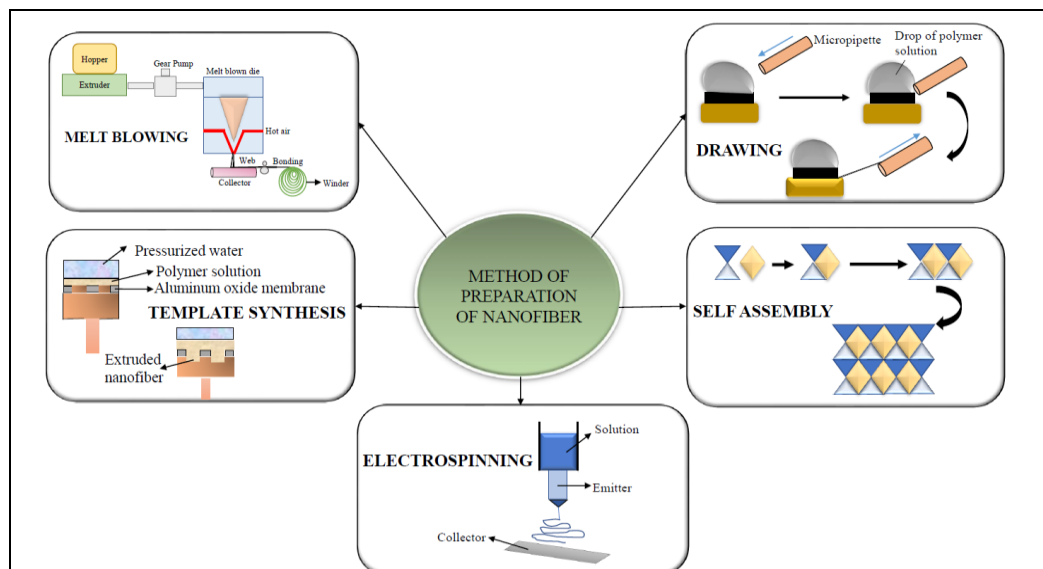 Hopper
Extruder
Gear Pump
Melt blown die
Hot air
MELT BLOWING
Web
Bonding
Collector
Winder
Micropipette
Drop of polymer
solution
DRAWING
METHOD OF
PREPARATION
OF NANOFIBER
Pressurized water
Polymer solution
Aluminum oxide membrane
TEMPLATE SYNTHESIS
Extruded
nanofiber
SELF ASSEMBLY
ELECTROSPINNING
Solution
Emitter
Collector